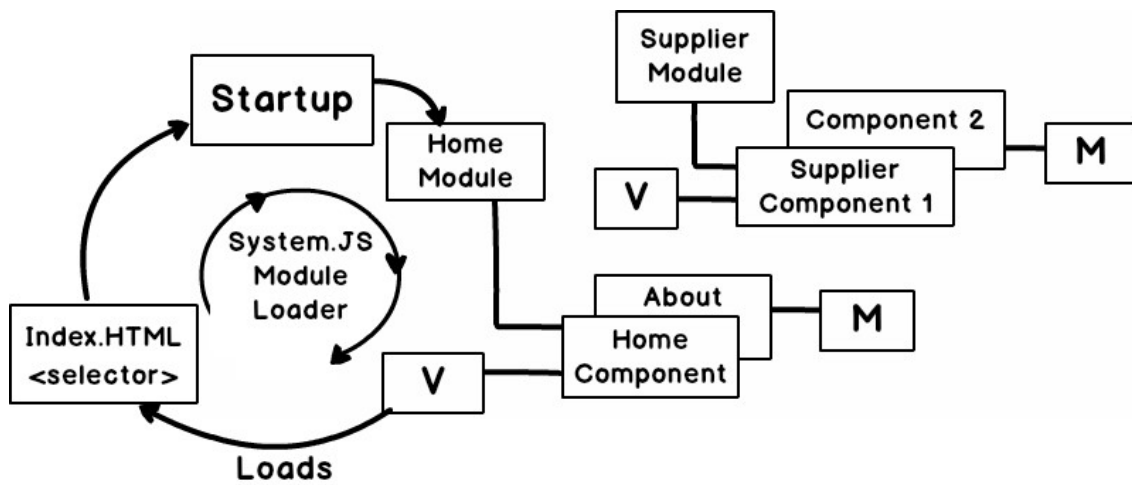 Supplier
Module
Startup
Component 2
Home
Module
M
Supplier
Component 1
V
System.JS
Module
Loader
About
M
Index.HTML
<selector>
Home
Component
V
Loads